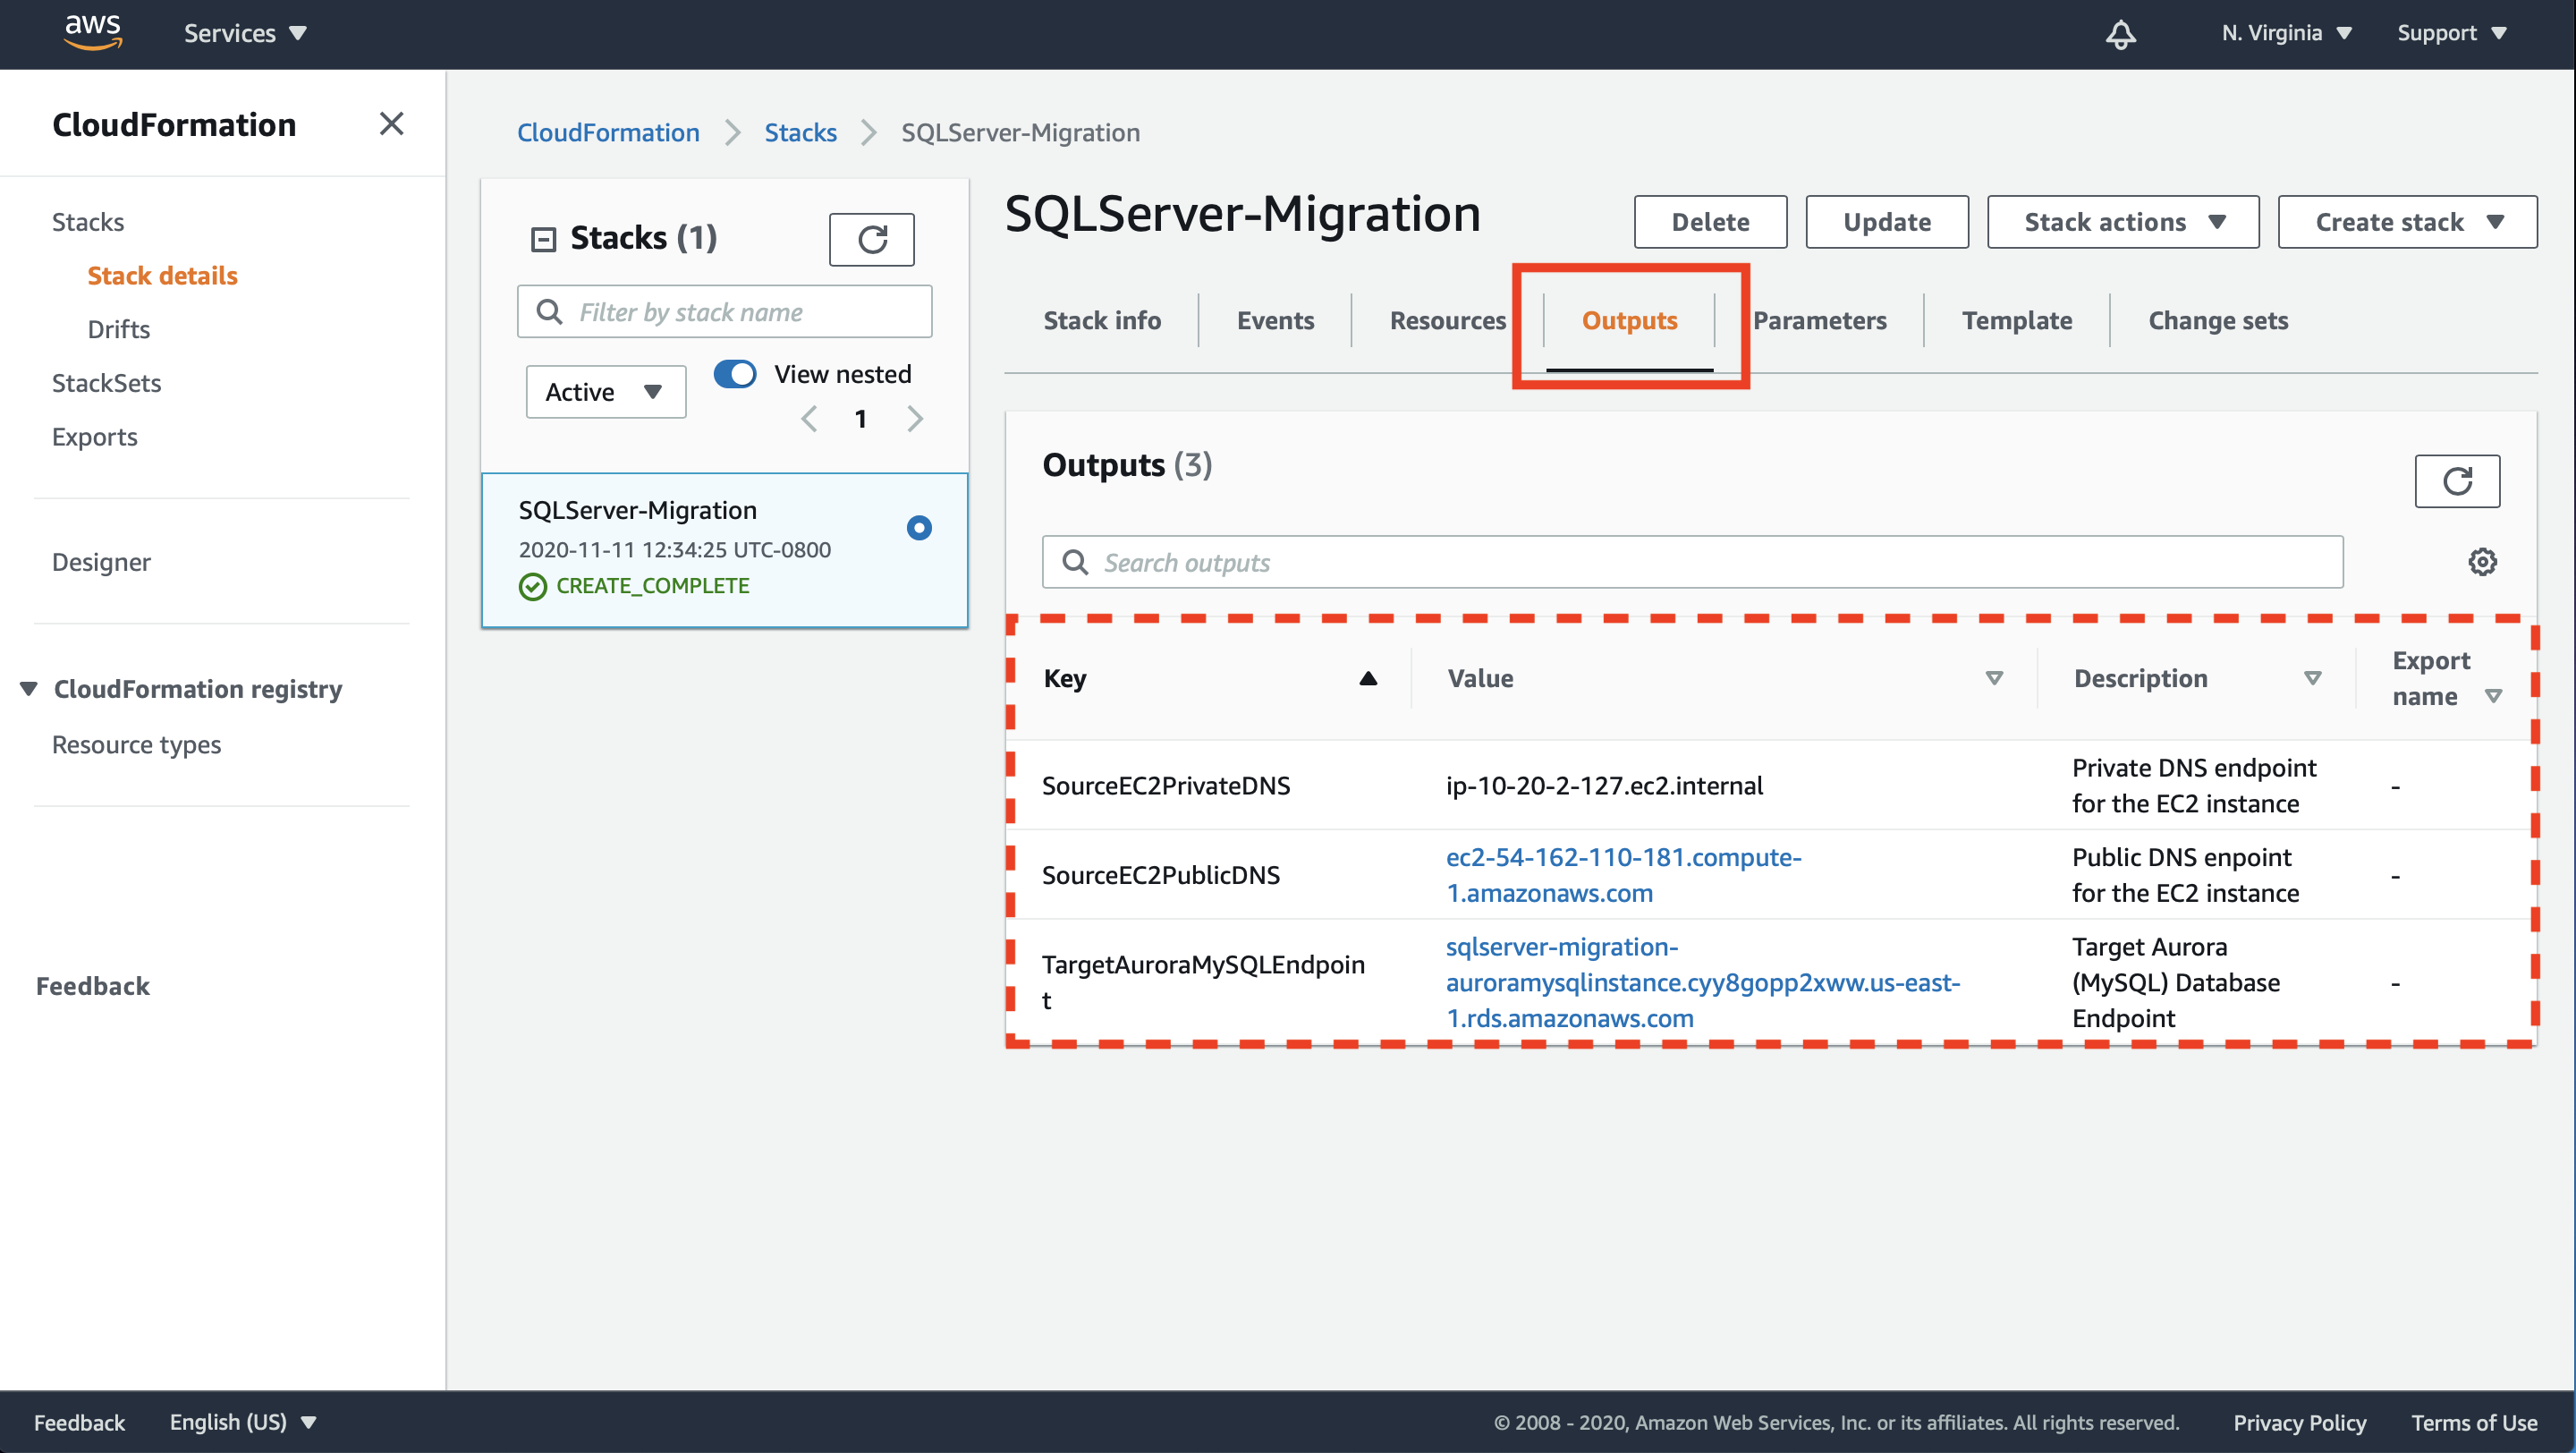 aws
Services
N. Virginia
Support
CloudFormation
Stacks
Stack details
Drifts
StackSets
Exports
Designer
CloudFormation registry
Resource types
Feedback
CloudFormation
Stacks
SQLServer-Migration
Stacks (1)
Filter by stack name
Active
View nested
1
SQLServer-Migration
2020-11-11 12:34:25 UTC-0800
CREATE_COMPLETE
SQLServer-Migration
Delete
Update
Stack actions
Create stack
Stack info
Events
Resources
Outputs
Parameters
Template
Change sets
Outputs (3)
Search outputs
Key
Value
Description
Export
name
SourceEC2PrivateDNS
ip-10-20-2-127.ec2.internal
Private DNS endpoint
for the EC2 instance
-
SourceEC2PublicDNS
ec2-54-162-110-181.compute-
1.amazonaws.com
Public DNS enpoint
for the EC2 instance
-
TargetAuroraMySQLEndpoin
t
sqlserver-migration-
auroramysqlinstance.cyy8gopp2xww.us-east-
1.rds.amazonaws.com
Target Aurora
(MySQL) Database
Endpoint
-
Feedback
English (US)
© 2008 - 2020, Amazon Web Services, Inc. or its affiliates. All rights reserved.
Privacy Policy
Terms of Use